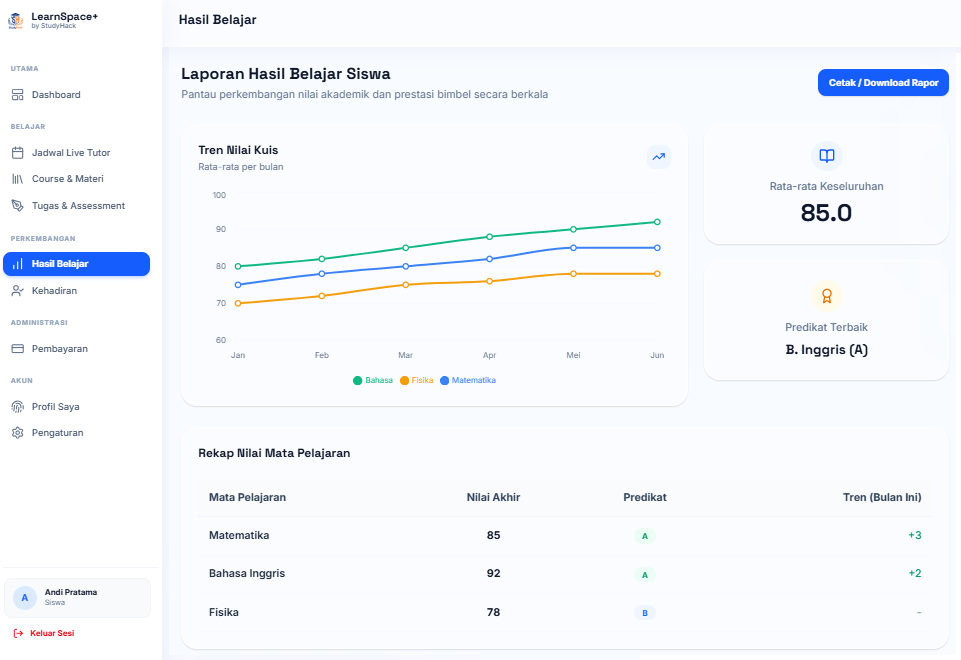 LearnSpace+
by StudyHack
UTAMA
Dashboard
BELAJAR
Jadwal Live Tutor
Course & Materi
Tugas & Assessment
PERKEMBANGAN
Hasil Belajar
Kehadiran
ADMINISTRASI
Pembayaran
AKUN
Profil Saya
Pengaturan
A
Andi Pratama
Siswa
Keluar Sesi
Hasil Belajar
Laporan Hasil Belajar Siswa
Pantau perkembangan nilai akademik dan prestasi bimbel secara berkala
Cetak / Download Rapor
Tren Nilai Kuis
Rata-rata per bulan
100
90
80
70
60
Jan Feb Mar Apr Mei Jun
Bahasa Fisika Matematika
Rata-rata Keseluruhan
85.0
Predikat Terbaik
B. Inggris (A)
Rekap Nilai Mata Pelajaran
Mata Pelajaran Nilai Akhir Predikat Tren (Bulan Ini)
Matematika 85 A +3
Bahasa Inggris 92 A +2
Fisika 78 B -